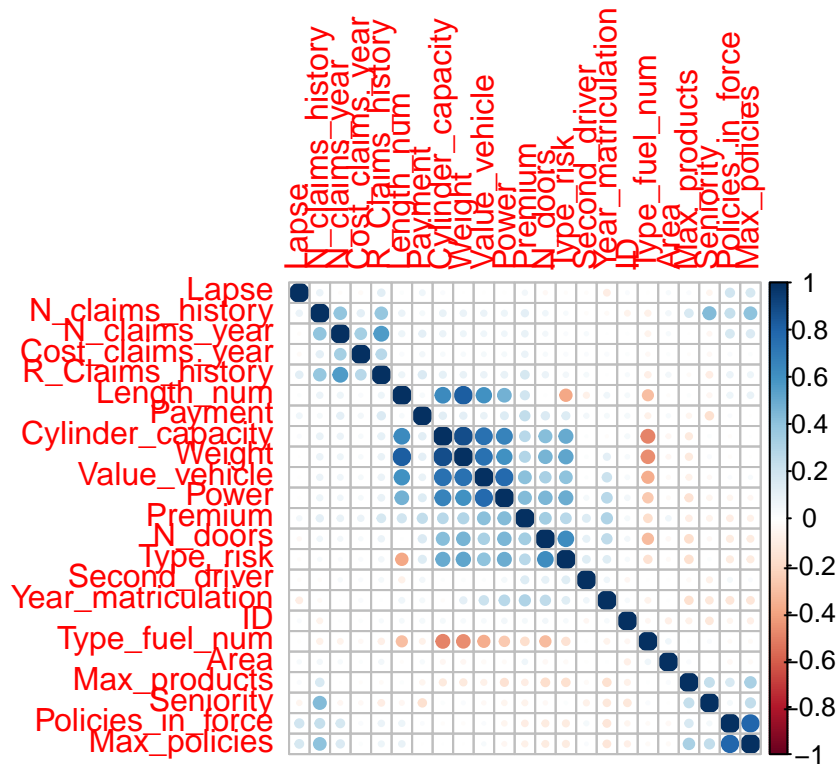 Lapse
N_claims_history
N_claims_year
Cost_claims_year
R_Claims_history
Length_num
Payment
Cylinder_capacity
Weight
Value_vehicle
Power
Premium
N_doors
Type_risk
Second_driver
Year_matriculation
ID
Type_fuel_num
Area
Max_products
Seniority
Policies_in_force
Max_policies
Lapse
N_claims_history
N_claims_year
Cost_claims_year
R_Claims_history
Length_num
Payment
Cylinder_capacity
Weight
Value_vehicle
Power
Premium
N_doors
Type_risk
Second_driver
Year_matriculation
ID
Type_fuel_num
Area
Max_products
Seniority
Policies_in_force
Max_policies
1
0.8
0.6
0.4
0.2
0
−0.2
−0.4
−0.6
−0.8
−1